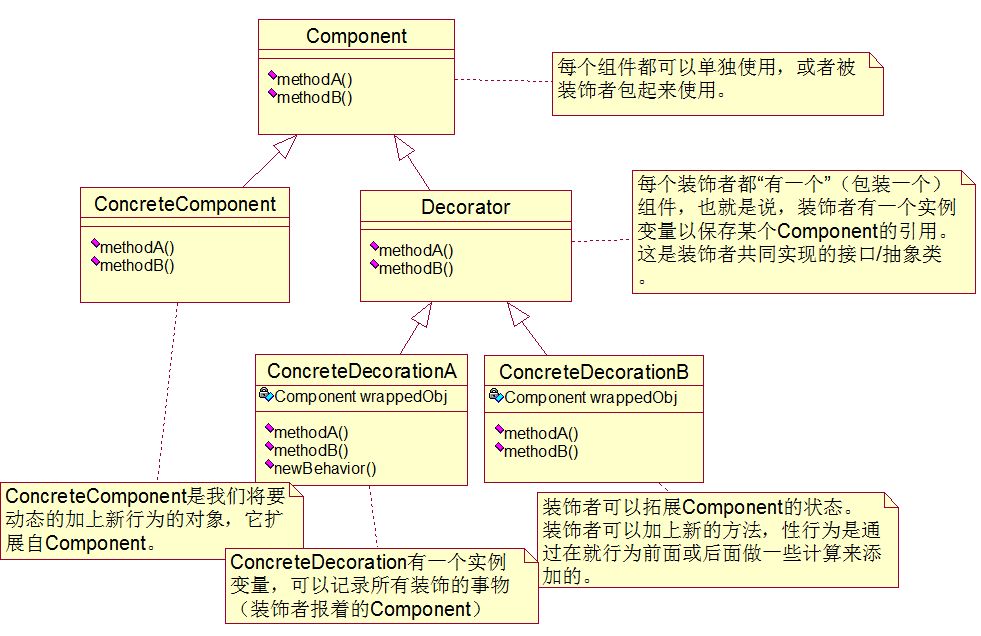 Component
methodA()
methodB()
每个组件都可以单独使用，或者被
装饰者包起来使用。
ConcreteComponent
methodA()
methodB()
Decorator
methodA()
methodB()
每个装饰者都“有一个”（包装一个）
组件，也就是说，装饰者有一个实例
变量以保存某个Component的引用。
这是装饰者共同实现的接口/抽象类
。
ConcreteDecorationA
Component wrappedObj
methodA()
methodB()
newBehavior()
ConcreteDecorationB
Component wrappedObj
methodA()
methodB()
ConcreteComponent是我们将要
动态的加上新行为的对象，它扩
展自Component。
ConcreteDecoration有一个实例
变量，可以记录所有装饰的事物
（装饰者报着的Component）
装饰者可以拓展Component的状态。
装饰者可以加上新的方法，性行为是通
过在就行为前面或后面做一些计算来添
加的。